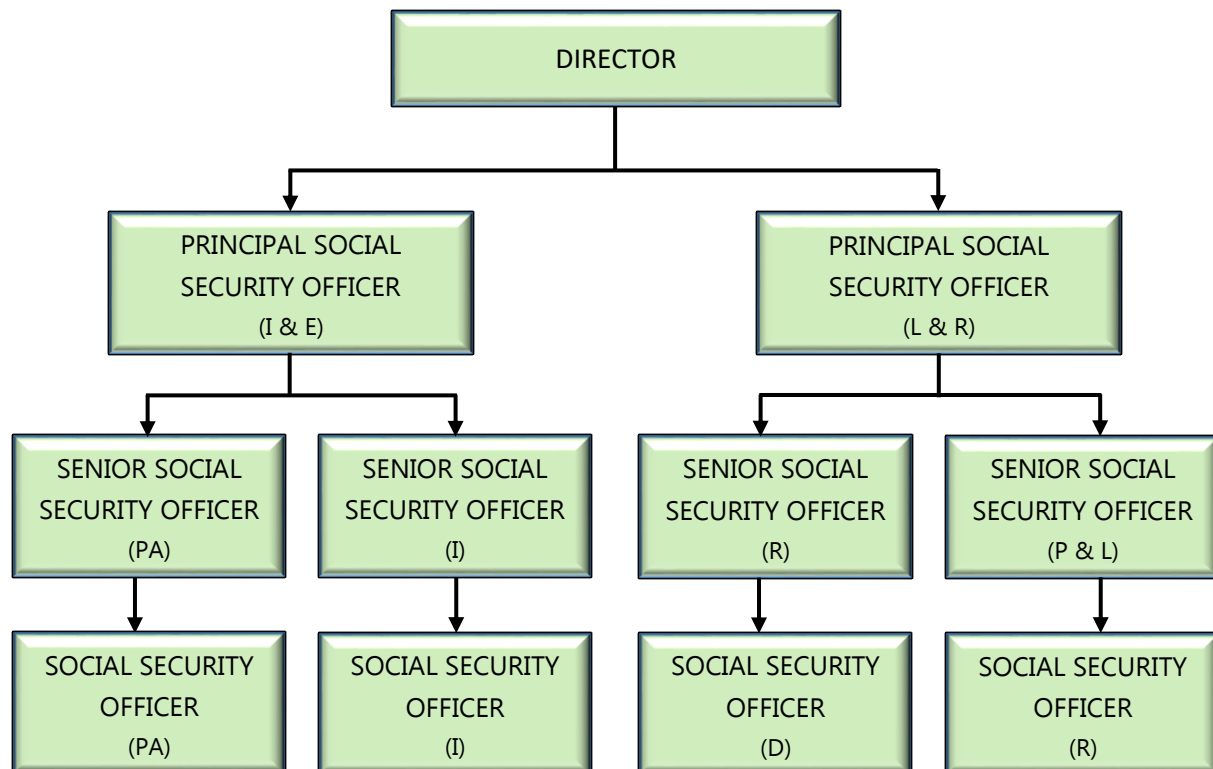 DIRECTOR
PRINCIPAL SOCIAL
SECURITY OFFICER
(I & E)
PRINCIPAL SOCIAL
SECURITY OFFICER
(L & R)
SENIOR SOCIAL
SECURITY OFFICER
(PA)
SENIOR SOCIAL
SECURITY OFFICER
(I)
SENIOR SOCIAL
SECURITY OFFICER
(R)
SENIOR SOCIAL
SECURITY OFFICER
(P & L)
SOCIAL SECURITY
OFFICER
(PA)
SOCIAL SECURITY
OFFICER
(I)
SOCIAL SECURITY
OFFICER
(D)
SOCIAL SECURITY
OFFICER
(R)